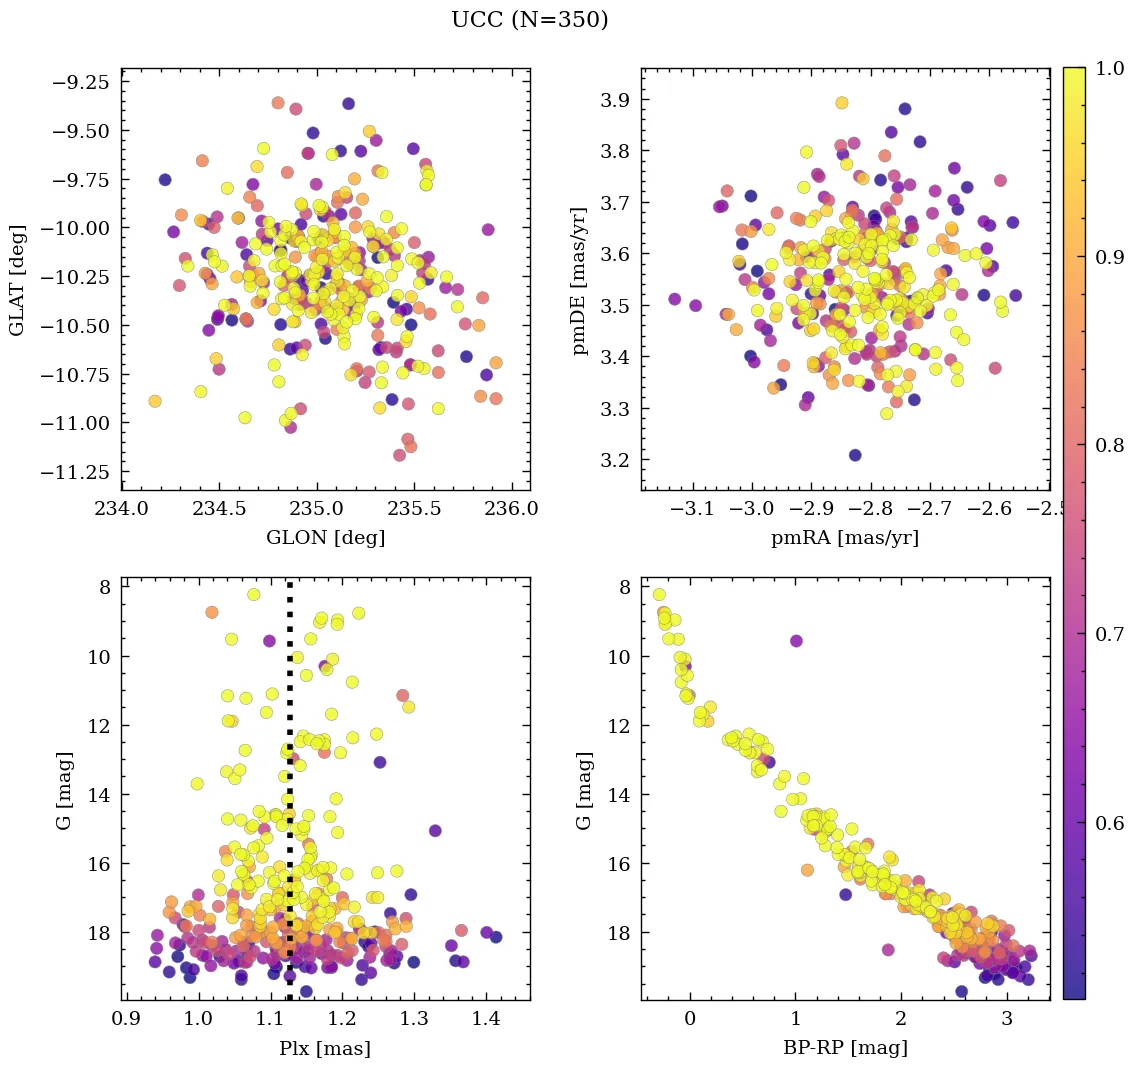 UCC (N=350)
−9.25
−9.50
−9.75
−10.00
−10.25
−10.50
−10.75
−11.00
−11.25
GLAT [deg]
234.0 234.5 235.0 235.5 236.0
GLON [deg]
3.9
3.8
3.7
3.6
3.5
3.4
3.3
3.2
pmDE [mas/yr]
−3.1 −3.0 −2.9 −2.8 −2.7 −2.6 −2.5
pmRA [mas/yr]
1.0
0.9
0.8
0.7
0.6
8
10
12
14
16
18
G [mag]
0.9 1.0 1.1 1.2 1.3 1.4
Plx [mas]
8
10
12
14
16
18
G [mag]
0 1 2 3
BP-RP [mag]